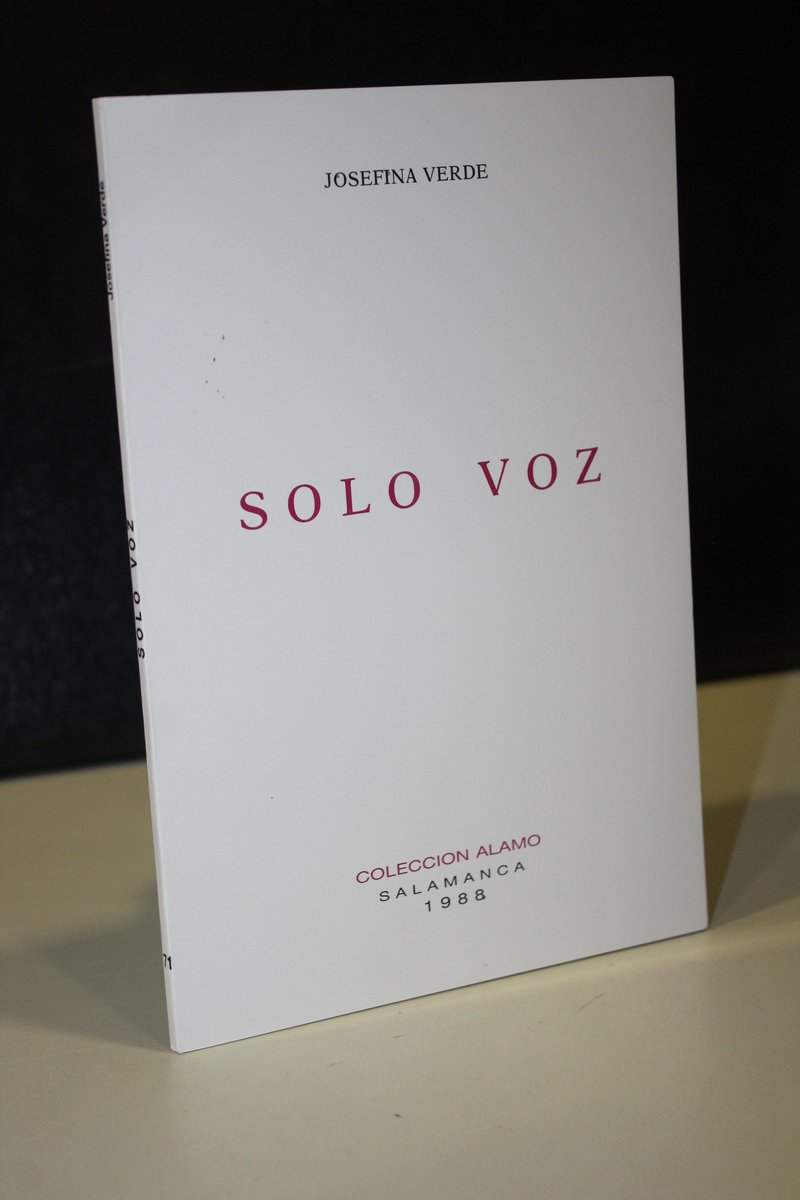 JOSEFINA VERDE
SOLO VOZ
COLECCION ALAMO
SALAMANCA
1988
Josefina Verde
SOLO VOZ
71